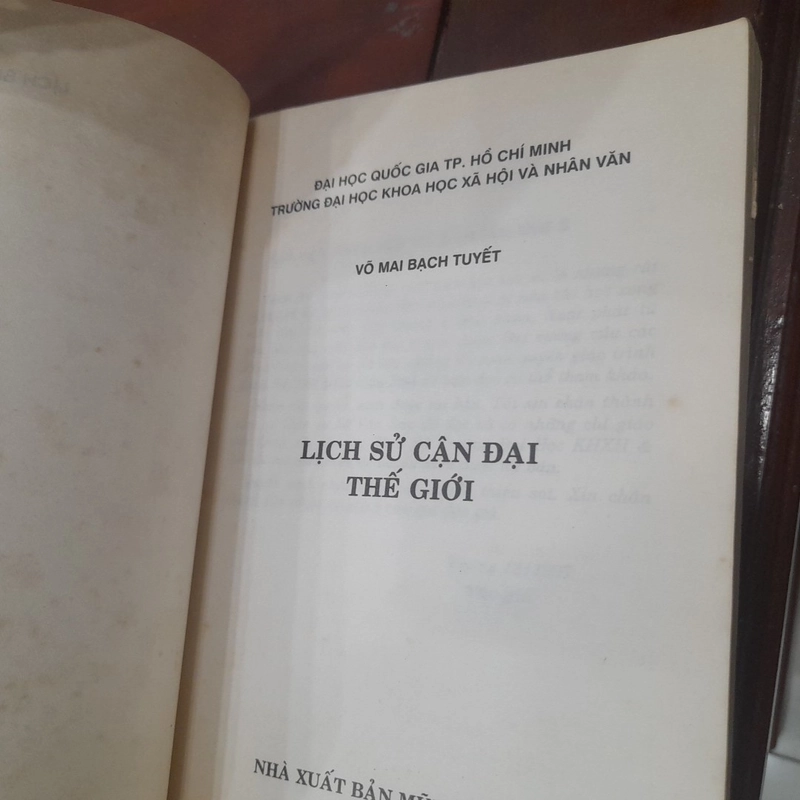 ĐẠI HỌC QUỐC GIA TP. HỒ CHÍ MINH
TRƯỜNG ĐẠI HỌC KHOA HỌC XÃ HỘI VÀ NHÂN VĂN
VÕ MAI BẠCH TUYẾT
LỊCH SỬ CẬN ĐẠI
THẾ GIỚI
NHÀ XUẤT BẢN